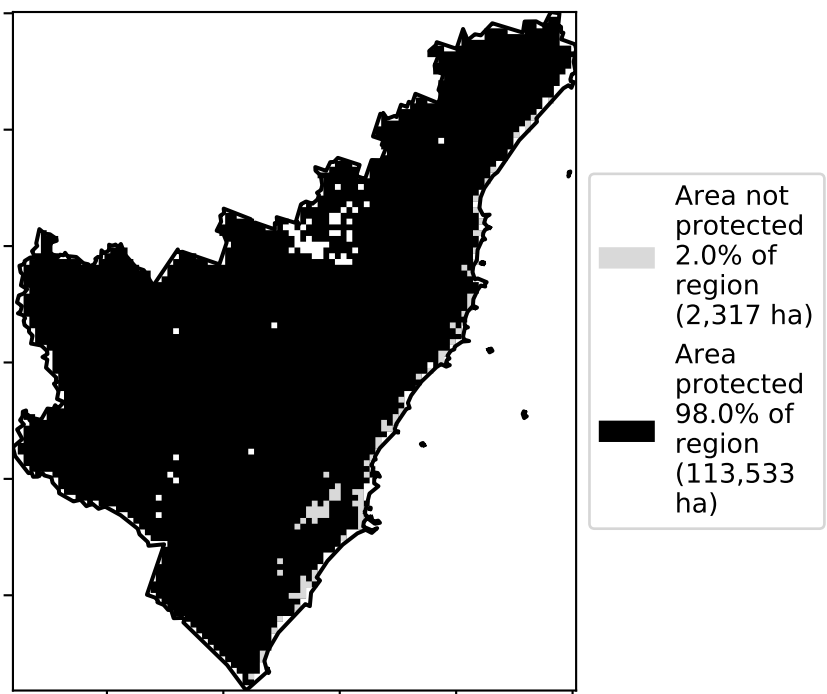 Area not
protected
2.0% of
region
(2,317 ha)
Area
protected
98.0% of
region
(113,533
ha)